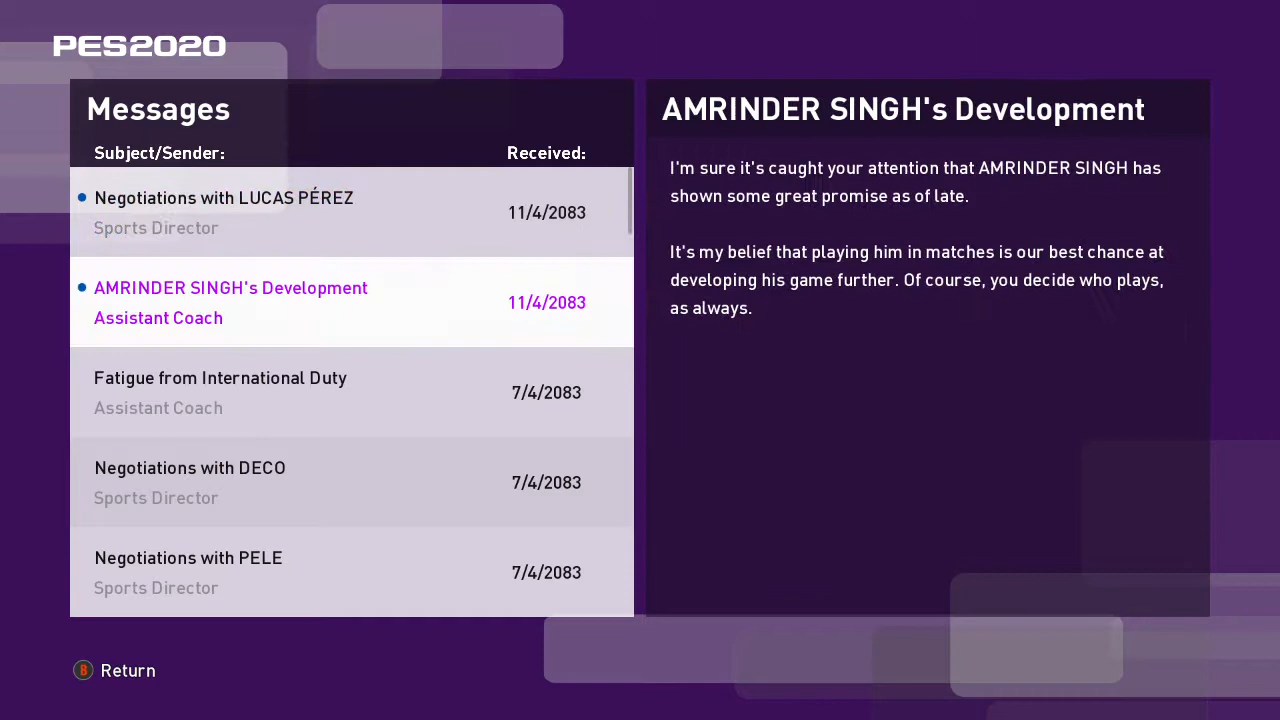 PES2020
Messages
Subject/Sender:
Received:
Negotiations with LUCAS PÉREZ
Sports Director
11/4/2083
AMRINDER SINGH's Development
Assistant Coach
11/4/2083
Fatigue from International Duty
Assistant Coach
7/4/2083
Negotiations with DECO
Sports Director
7/4/2083
Negotiations with PELE
Sports Director
7/4/2083
AMRINDER SINGH's Development
I'm sure it's caught your attention that AMRINDER SINGH has
shown some great promise as of late.
It's my belief that playing him in matches is our best chance at
developing his game further. Of course, you decide who plays,
as always.
B Return